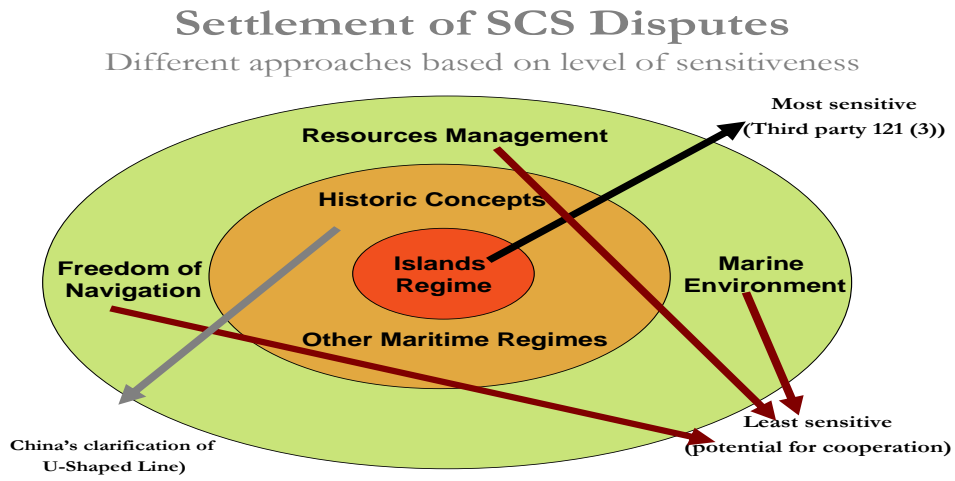 Settlement of SCS Disputes
Different approaches based on level of sensitiveness
Most sensitive
(Third party 121 (3))
Resources Management
Historic Concepts
Islands
Regime
Freedom of
Navigation
Marine
Environment
Other Maritime Regimes
Least sensitive
(potential for cooperation)
China's clarification of
U-Shaped Line)